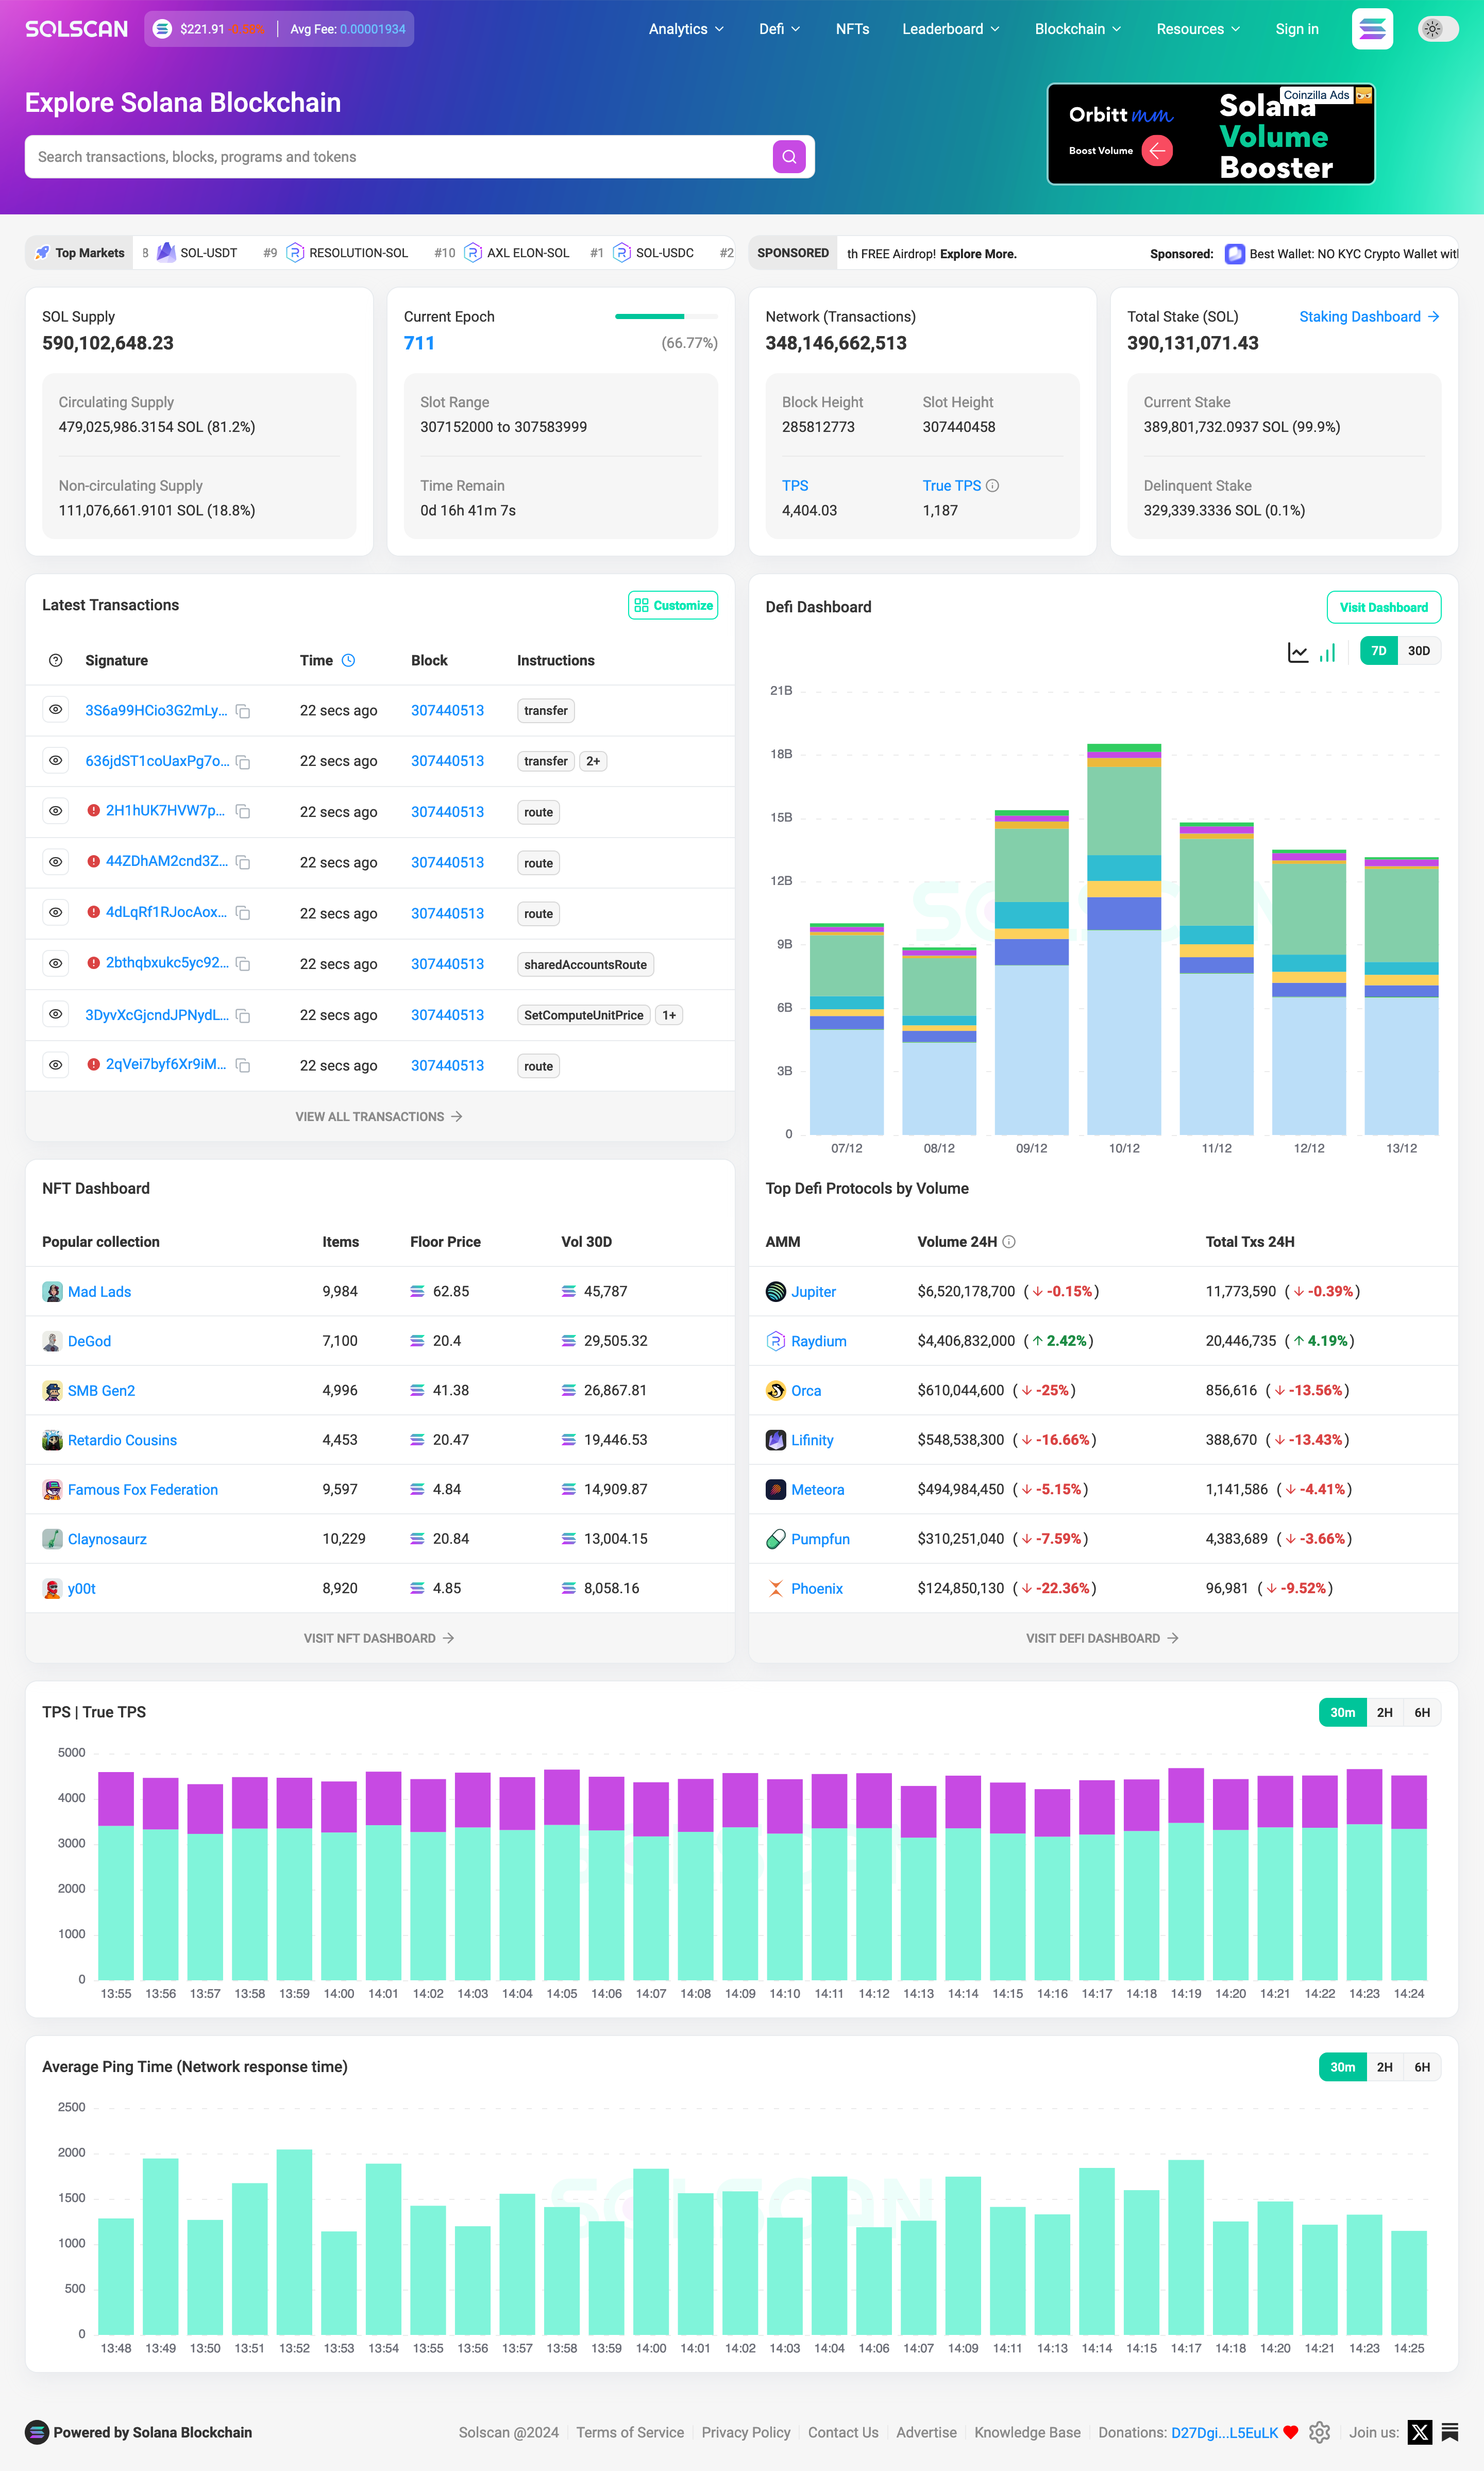 SOLSCAN
$221.91 -0.58% Avg Fee: 0.00001934
Analytics Defi NFTs Leaderboard Blockchain Resources Sign in
Explore Solana Blockchain
Search transactions, blocks, programs and tokens
Orbitt mm
Boost Volume
Solana
Volume
Booster
Coinzilla Ads
Top Markets 8 SOL-USDT #9 RESOLUTION-SOL #10 AXL ELON-SOL #1 SOL-USDC #2
SPONSORED th FREE Airdrop! Explore More. Sponsored: Best Wallet: NO KYC Crypto Wallet wit
SOL Supply
590,102,648.23
Circulating Supply
479,025,986.3154 SOL (81.2%)
Non-circulating Supply
111,076,661.9101 SOL (18.8%)
Current Epoch
711 (66.77%)
Slot Range
307152000 to 307583999
Time Remain
0d 16h 41m 7s
Network (Transactions)
348,146,662,513
Block Height Slot Height
285812773 307440458
TPS True TPS
4,404.03 1,187
Total Stake (SOL) Staking Dashboard
390,131,071.43
Current Stake
389,801,732.0937 SOL (99.9%)
Delinquent Stake
329,339.3336 SOL (0.1%)
Latest Transactions Customize
Signature Time Block Instructions
3S6a99HCio3G2mLy... 22 secs ago 307440513 transfer
636jdST1coUaxPg7o... 22 secs ago 307440513 transfer 2+
2H1hUK7HVW7p... 22 secs ago 307440513 route
44ZDhAM2cnd3Z... 22 secs ago 307440513 route
4dLqRf1RJocAox... 22 secs ago 307440513 route
2bthqbxukc5yc92... 22 secs ago 307440513 sharedAccountsRoute
3DyvXcGjcndJPNydL... 22 secs ago 307440513 SetComputeUnitPrice 1+
2qVei7byf6Xr9iM... 22 secs ago 307440513 route
VIEW ALL TRANSACTIONS
Defi Dashboard Visit Dashboard
7D 30D
21B
18B
15B
12B
9B
6B
3B
0
07/12 08/12 09/12 10/12 11/12 12/12 13/12
SOLSCAN
NFT Dashboard
Popular collection Items Floor Price Vol 30D
Mad Lads 9,984 62.85 45,787
DeGod 7,100 20.4 29,505.32
SMB Gen2 4,996 41.38 26,867.81
Retardio Cousins 4,453 20.47 19,446.53
Famous Fox Federation 9,597 4.84 14,909.87
Claynosaurz 10,229 20.84 13,004.15
y00t 8,920 4.85 8,058.16
VISIT NFT DASHBOARD
Top Defi Protocols by Volume
AMM Volume 24H Total Txs 24H
Jupiter $6,520,178,700 (↓ -0.15%) 11,773,590 (↓ -0.39%)
Raydium $4,406,832,000 (↑ 2.42%) 20,446,735 (↑ 4.19%)
Orca $610,044,600 (↓ -25%) 856,616 (↓ -13.56%)
Lifinity $548,538,300 (↓ -16.66%) 388,670 (↓ -13.43%)
Meteora $494,984,450 (↓ -5.15%) 1,141,586 (↓ -4.41%)
Pumpfun $310,251,040 (↓ -7.59%) 4,383,689 (↓ -3.66%)
Phoenix $124,850,130 (↓ -22.36%) 96,981 (↓ -9.52%)
VISIT DEFI DASHBOARD
TPS | True TPS 30m 2H 6H
5000
4000
3000
2000
1000
0
13:55 13:56 13:57 13:58 13:59 14:00 14:01 14:02 14:03 14:04 14:05 14:06 14:07 14:08 14:09 14:10 14:11 14:12 14:13 14:14 14:15 14:16 14:17 14:18 14:19 14:20 14:21 14:22 14:23 14:24
Average Ping Time (Network response time) 30m 2H 6H
2500
2000
1500
1000
500
0
SOLSCAN
13:48 13:49 13:50 13:51 13:52 13:53 13:54 13:55 13:56 13:57 13:58 13:59 14:00 14:01 14:02 14:03 14:04 14:06 14:07 14:09 14:11 14:13 14:14 14:15 14:17 14:18 14:20 14:21 14:23 14:25
Powered by Solana Blockchain
Solscan @2024 Terms of Service Privacy Policy Contact Us Advertise Knowledge Base Donations: D27Dgi...L5EuLK Join us: